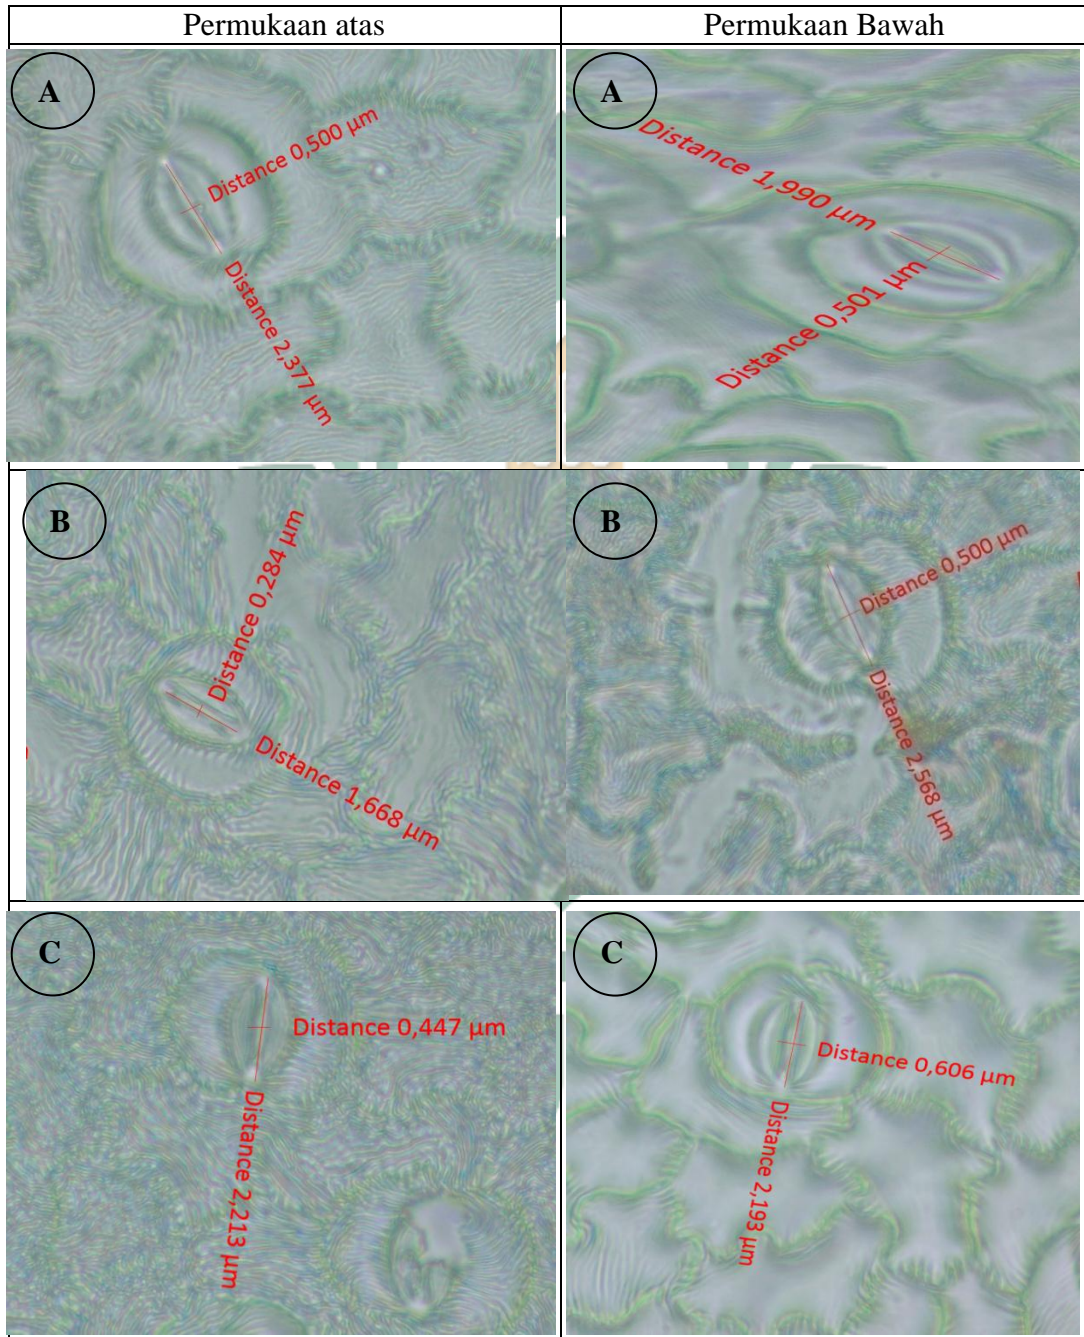 Permukaan atas
Permukaan Bawah
A
Distance 0,500 µm
Distance 2,377 µm
A
Distance 1,990 µm
Distance 0,501 µm
B
Distance 0,284 µm
Distance 1,668 µm
B
Distance 0,500 µm
Distance 2,568 µm
C
Distance 0,447 µm
Distance 2,213 µm
C
Distance 0,606 µm
Distance 2,193 µm